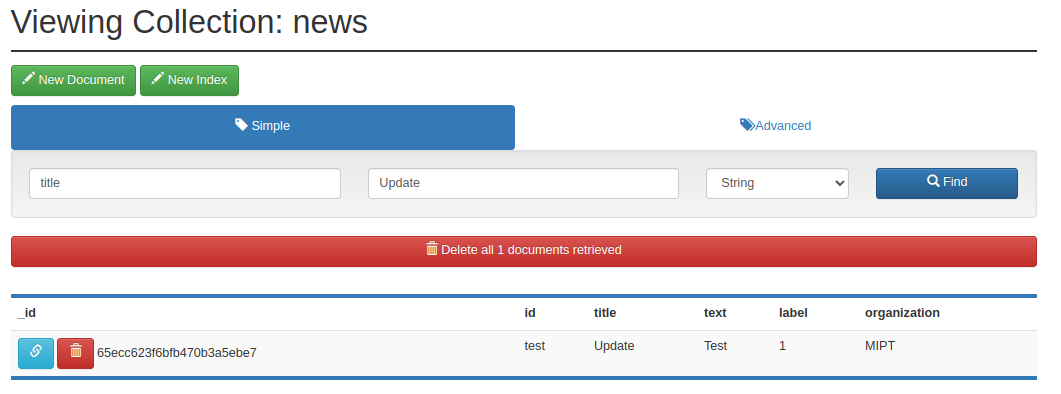 Viewing Collection: news
New Document New Index
Simple Advanced
title Update String Find
Delete all 1 documents retrieved
_id id title text label organization
65ecc623f6bfb470b3a5ebe7 test Update Test 1 MIPT